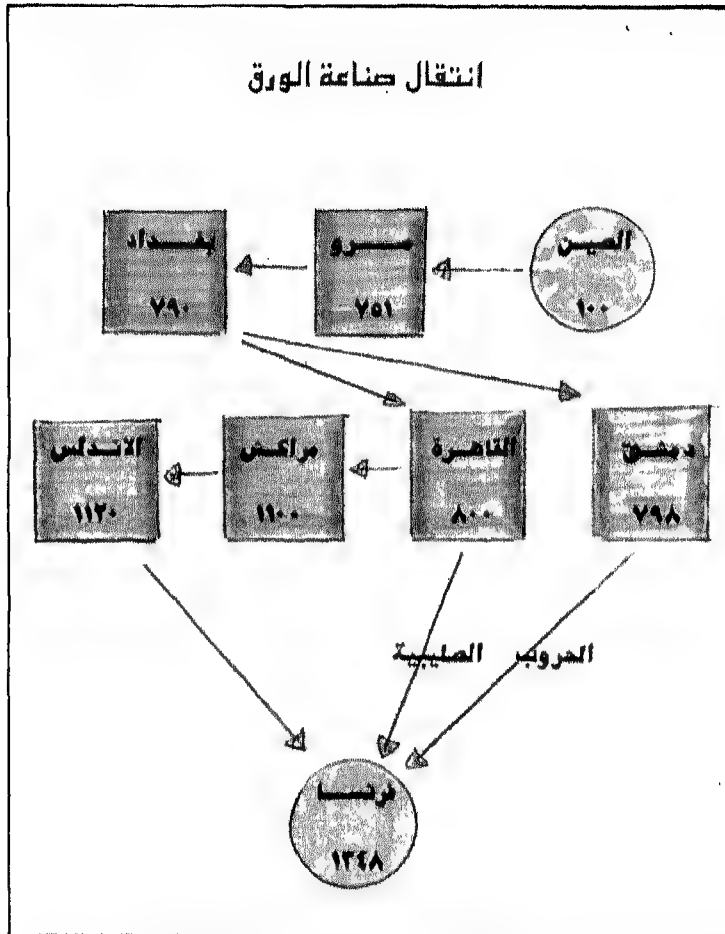 انتقال صناعة الورق
الصين
١٠٠
مرو
٧٥١
بغداد
٧٩٠
دمشق
٧٩٨
القاهرة
٨٠٠
مراكش
١١٠٠
الاندلس
١١٢٠
الحروب الصليبية
فرنسا
١٣٤٨